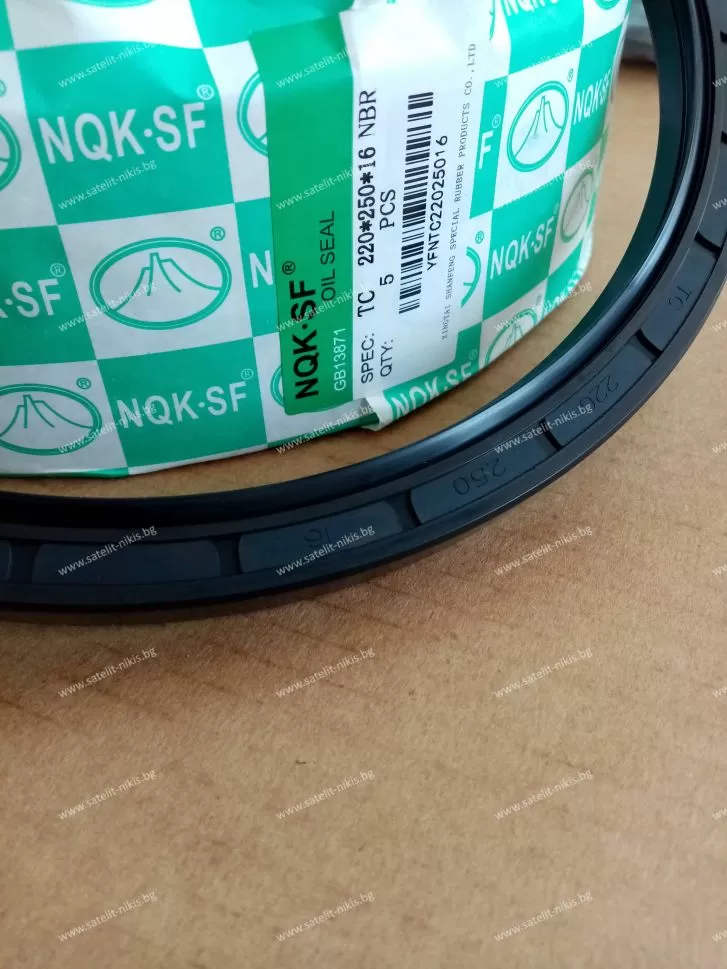 www.satelit-nikis.bg
NQK·SF®
OIL SEAL
GB13871
SPEC: TC 220*250*16 NBR
QTY: 5 PCS
YFNTC22025016
XINGTAI SHANFENG SPECIAL RUBBER PRODUCTS CO.,LTD
NQK·SF®
NQK·SF®
NQK·SF
NQK·SF
TC
220
250
16